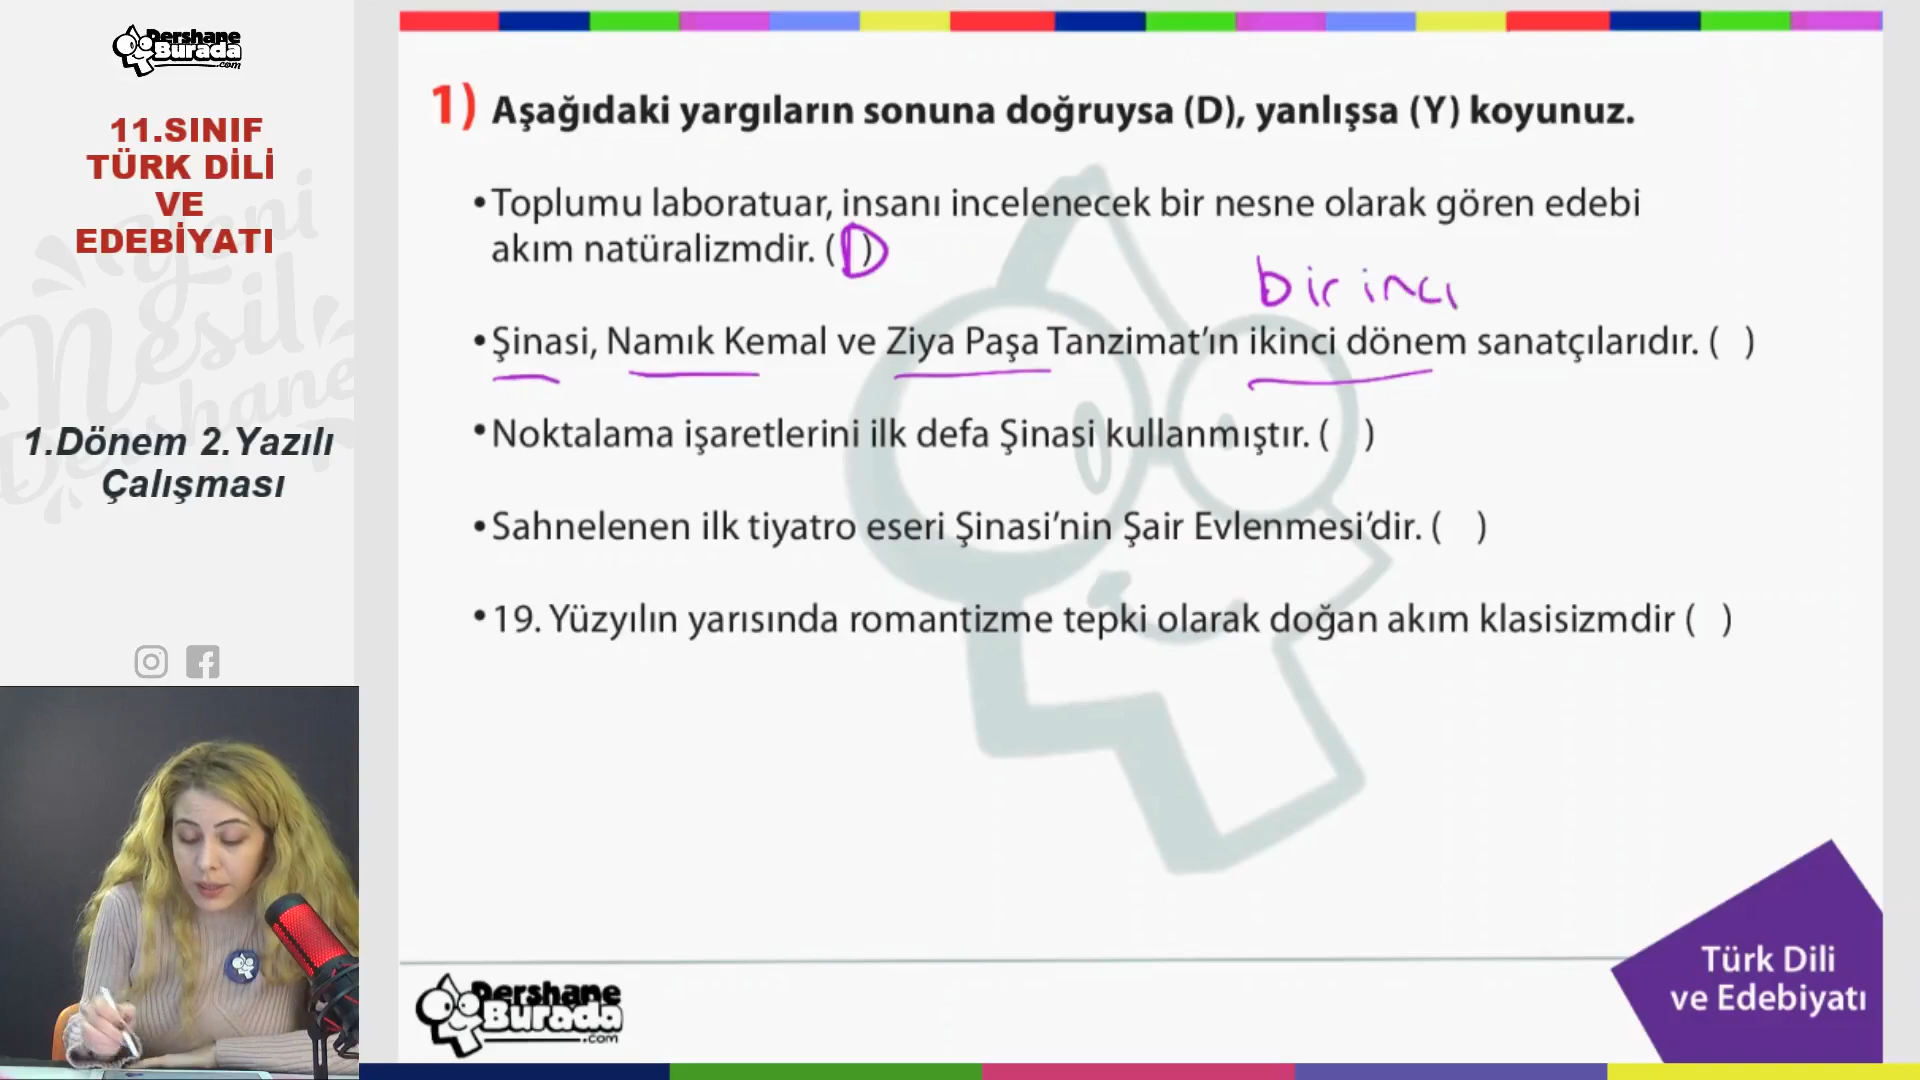 Dershane
Burada
.com
11.SINIF
TÜRK DİLİ
VE
EDEBİYATI
Yeni
Nesil
Dershane
1.Dönem 2.Yazılı
Çalışması
1) Aşağıdaki yargıların sonuna doğruysa (D), yanlışsa (Y) koyunuz.
•Toplumu laboratuar, insanı incelenecek bir nesne olarak gören edebi
akım natüralizmdir. (D)
birinci
•Şinasi, Namık Kemal ve Ziya Paşa Tanzimat’ın ikinci dönem sanatçılarıdır. ( )
•Noktalama işaretlerini ilk defa Şinasi kullanmıştır. ( )
•Sahnelenen ilk tiyatro eseri Şinasi’nin Şair Evlenmesi’dir. ( )
•19. Yüzyılın yarısında romantizme tepki olarak doğan akım klasisizmdir ( )
Dershane
Burada
.com
Türk Dili
ve Edebiyatı